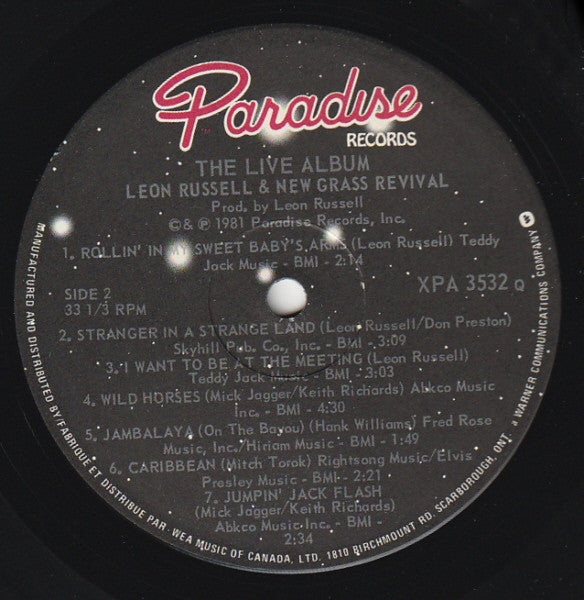 Paradise
TM
RECORDS
THE LIVE ALBUM
LEON RUSSELL & NEW GRASS REVIVAL
Prod. by Leon Russell
©& ℗ 1981 Paradise Records, Inc.
1. ROLLIN' IN MY SWEET BABY'S ARMS (Leon Russell) Teddy
Jack Music - BMI - 2:14
SIDE 2
33 1/3 RPM
XPA 3532 Q
2. STRANGER IN A STRANGE LAND (Leon Russell/Don Preston)
Skyhill Pub. Co., Inc. - BMI - 3:09
3. I WANT TO BE AT THE MEETING (Leon Russell)
Teddy Jack Music - BMI - 3:03
4. WILD HORSES (Mick Jagger/Keith Richards) Abkco Music
Inc. - BMI - 4:30
5. JAMBALAYA (On The Bayou) (Hank Williams) Fred Rose
Music, Inc./Hiriam Music - BMI - 1:49
6. CARIBBEAN (Mitch Torok) Rightsong Music/Elvis
Presley Music - BMI - 2:21
7. JUMPIN' JACK FLASH
(Mick Jagger/Keith Richards)
Abkco Music Inc. - BMI -
2:34
MANUFACTURED AND DISTRIBUTED BY/FABRIQUE ET DISTRIBUE PAR. WEA MUSIC OF CANADA, LTD. 1810 BIRCHMOUNT RD. SCARBOROUGH, ONT. a WARNER COMMUNICATIONS COMPANY